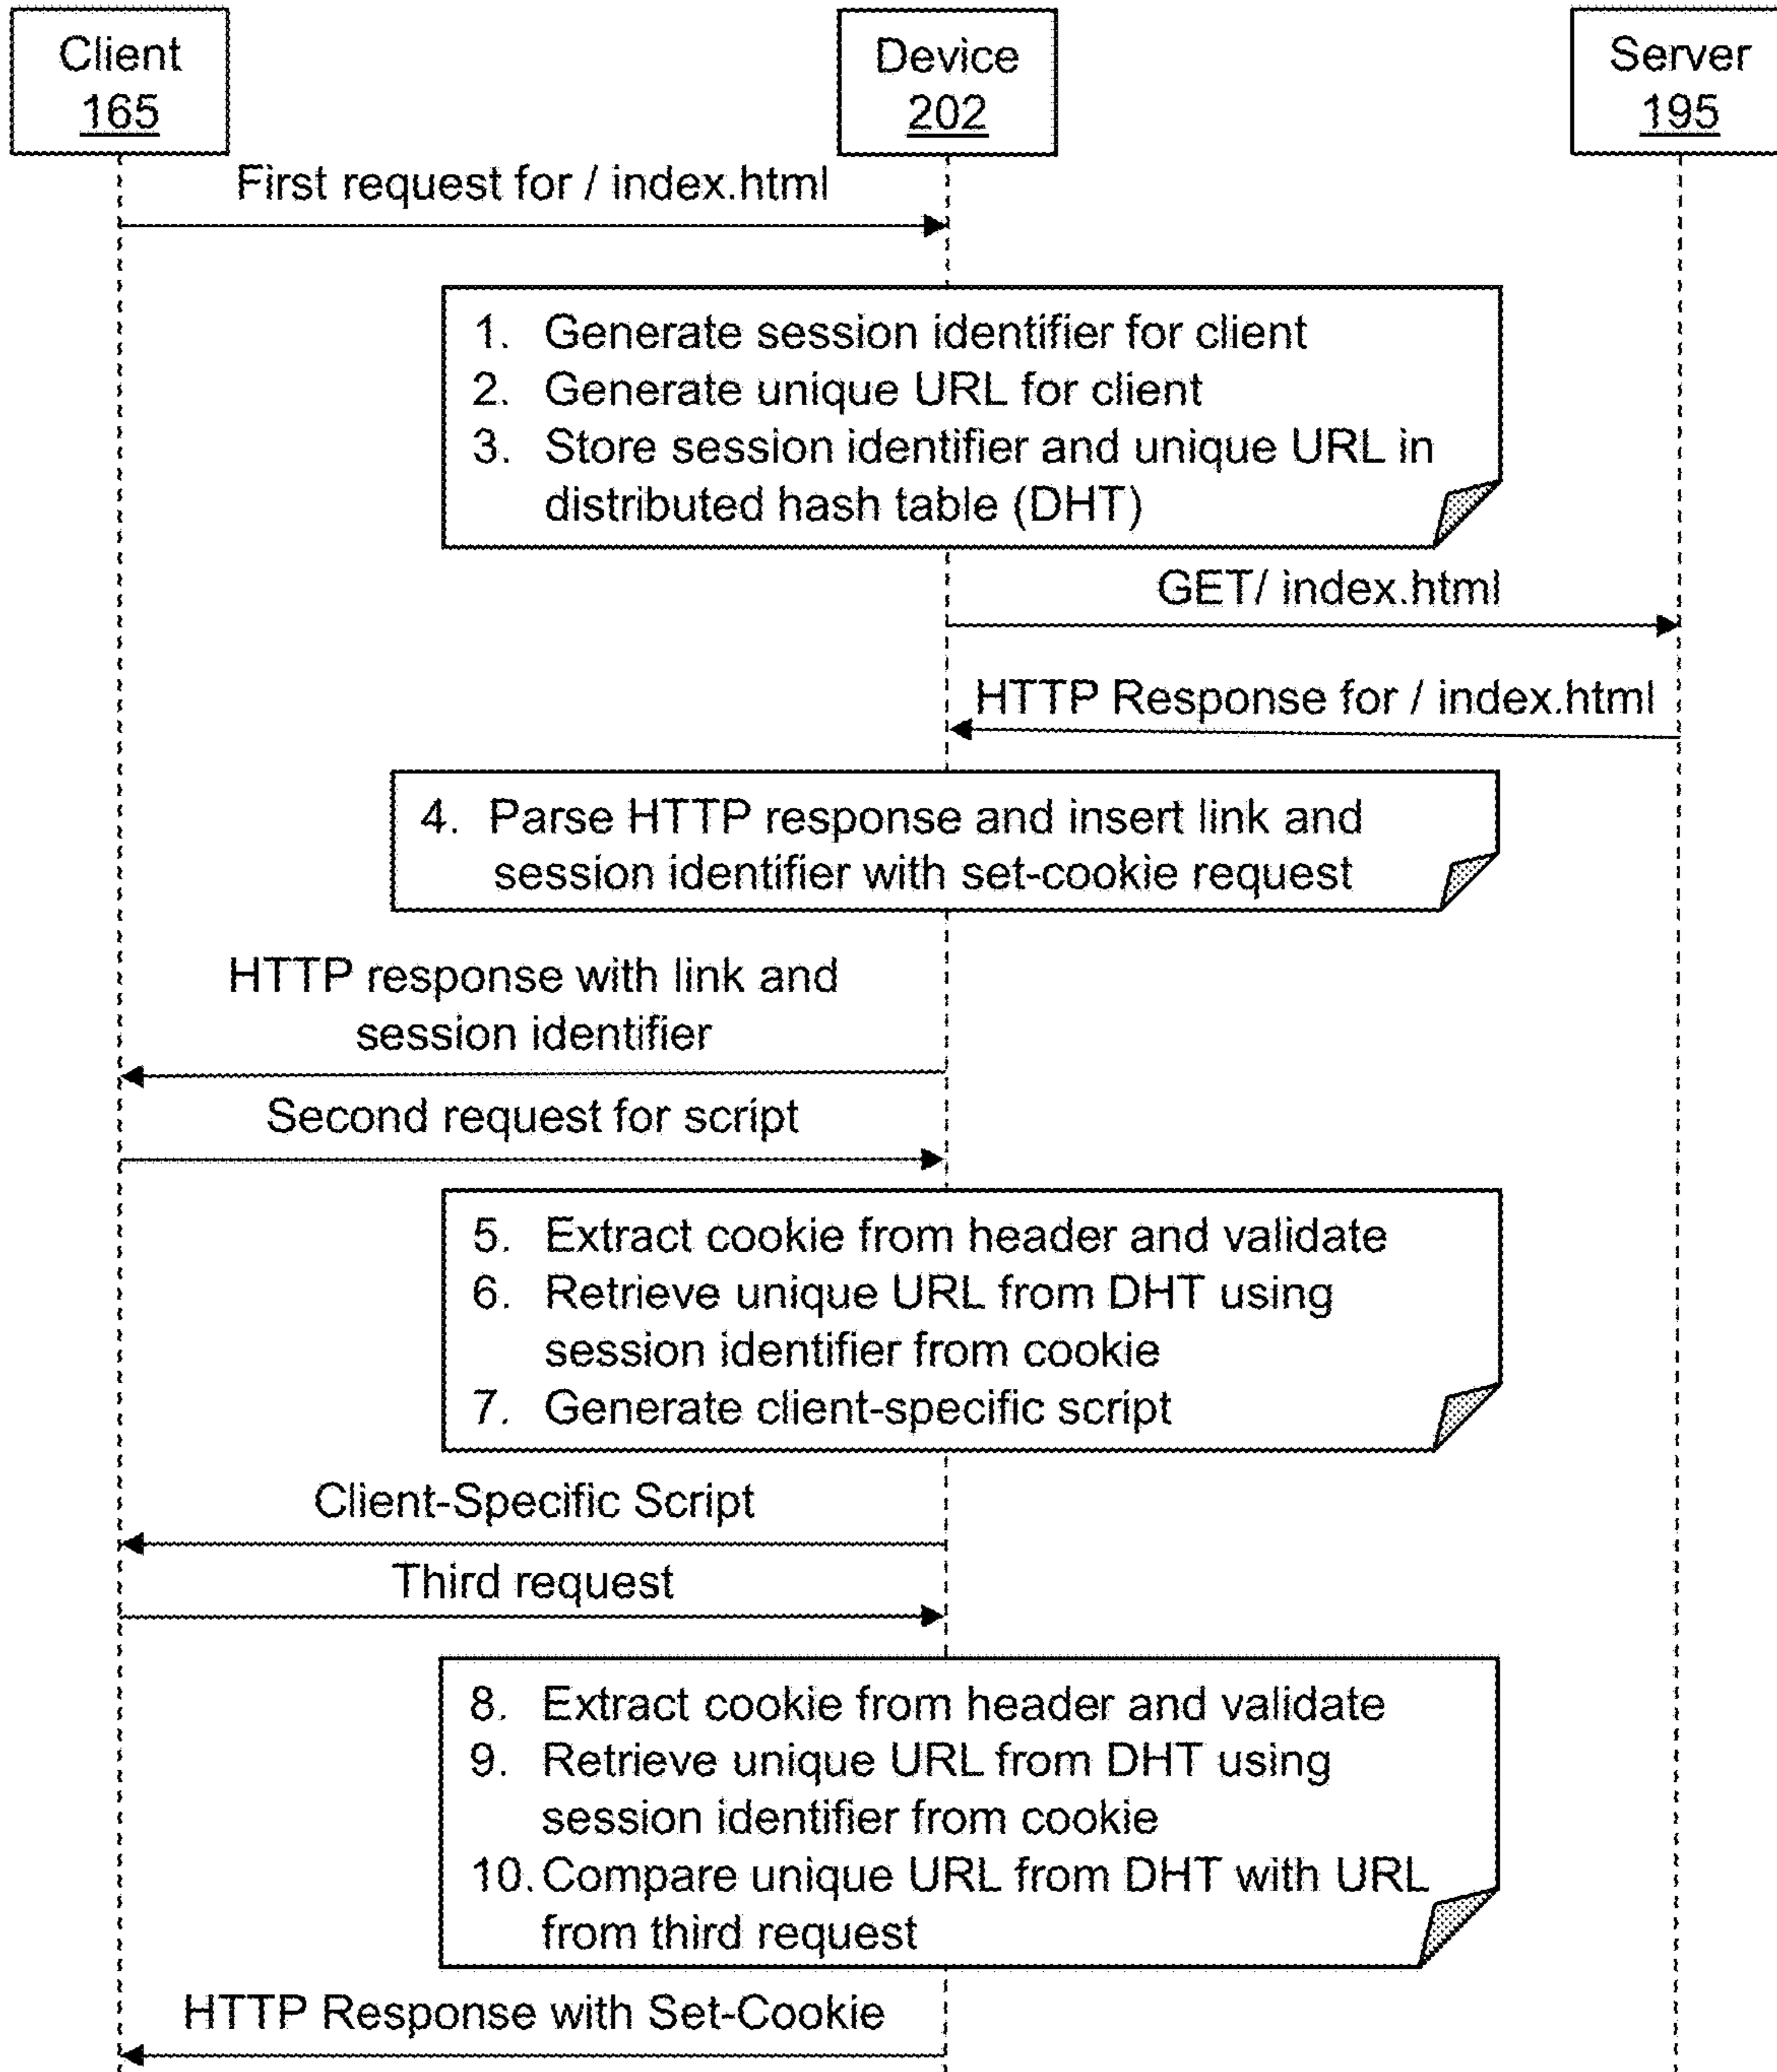 Client
165
Device
202
Server
195
First request for / index.html
1. Generate session identifier for client
2. Generate unique URL for client
3. Store session identifier and unique URL in
distributed hash table (DHT)
GET/ index.html
HTTP Response for / index.html
4. Parse HTTP response and insert link and
session identifier with set-cookie request
HTTP response with link and
session identifier
Second request for script
5. Extract cookie from header and validate
6. Retrieve unique URL from DHT using
session identifier from cookie
7. Generate client-specific script
Client-Specific Script
Third request
8. Extract cookie from header and validate
9. Retrieve unique URL from DHT using
session identifier from cookie
10. Compare unique URL from DHT with URL
from third request
HTTP Response with Set-Cookie